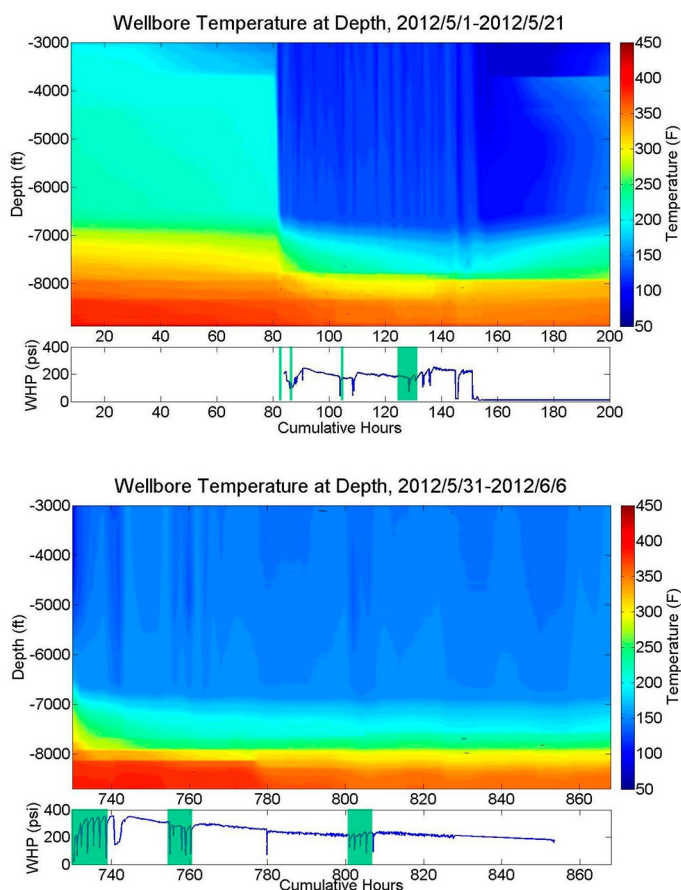 Wellbore Temperature at Depth, 2012/5/1-2012/5/21
-3000
-4000
-5000
-6000
-7000
-8000
Depth (ft)
20 40 60 80 100 120 140 160 180 200
450
400
350
300
250
200
150
100
50
Temperature (F)
400
200
0
WHP (psi)
20 40 60 80 100 120 140 160 180 200
Cumulative Hours
Wellbore Temperature at Depth, 2012/5/31-2012/6/6
-3000
-4000
-5000
-6000
-7000
-8000
Depth (ft)
740 760 780 800 820 840 860
450
400
350
300
250
200
150
100
50
Temperature (F)
400
200
0
WHP (psi)
740 760 780 800 820 840 860
Cumulative Hours